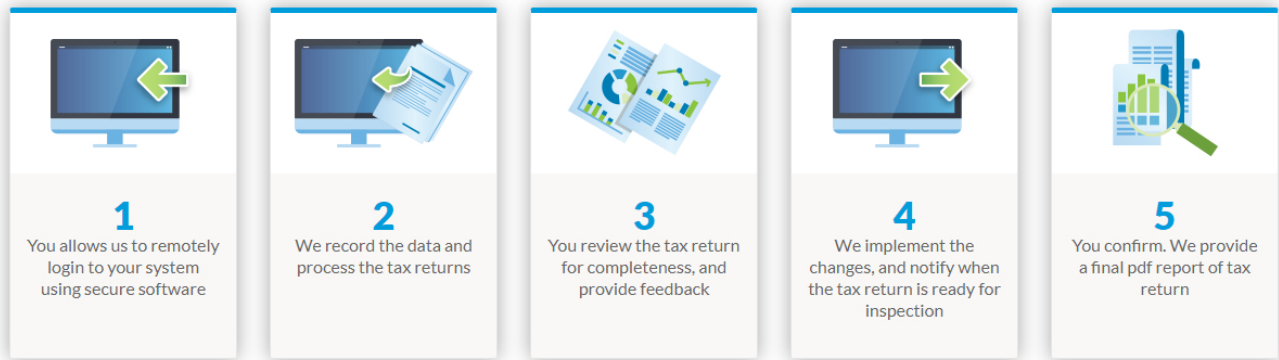 1
You allows us to remotely
login to your system
using secure software
2
We record the data and
process the tax returns
3
You review the tax return
for completeness, and
provide feedback
4
We implement the
changes, and notify when
the tax return is ready for
inspection
5
You confirm. We provide
a final pdf report of tax
return